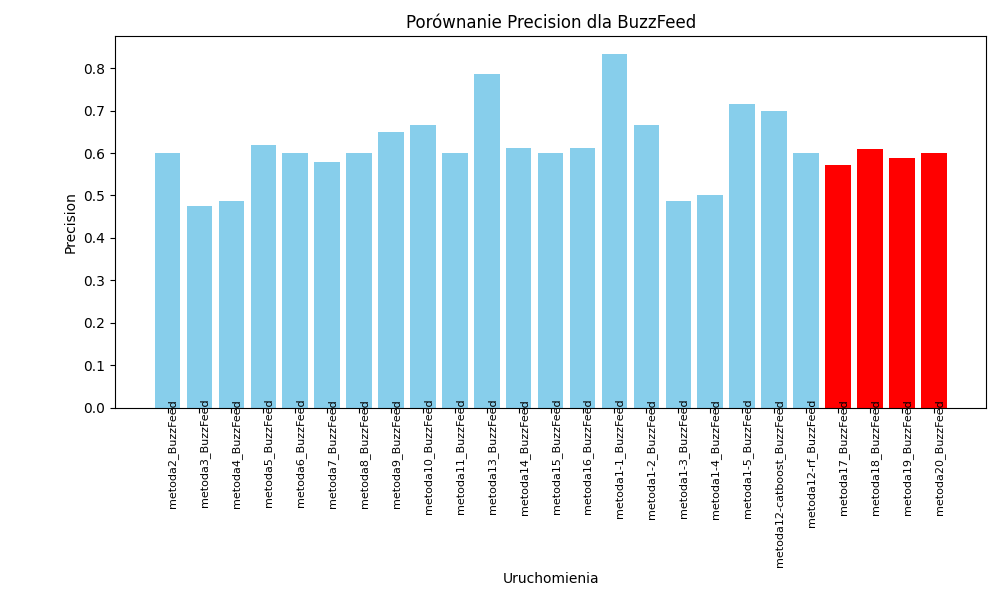 Porównanie Precision dla BuzzFeed
Precision
0.8
0.7
0.6
0.5
0.4
0.3
0.2
0.1
0.0
metoda2_BuzzFeed
metoda3_BuzzFeed
metoda4_BuzzFeed
metoda5_BuzzFeed
metoda6_BuzzFeed
metoda7_BuzzFeed
metoda8_BuzzFeed
metoda9_BuzzFeed
metoda10_BuzzFeed
metoda11_BuzzFeed
metoda13_BuzzFeed
metoda14_BuzzFeed
metoda15_BuzzFeed
metoda16_BuzzFeed
metoda1-1_BuzzFeed
metoda1-2_BuzzFeed
metoda1-3_BuzzFeed
metoda1-4_BuzzFeed
metoda1-5_BuzzFeed
metoda12-catboost_BuzzFeed
metoda12-rf_BuzzFeed
metoda17_BuzzFeed
metoda18_BuzzFeed
metoda19_BuzzFeed
metoda20_BuzzFeed
Uruchomienia